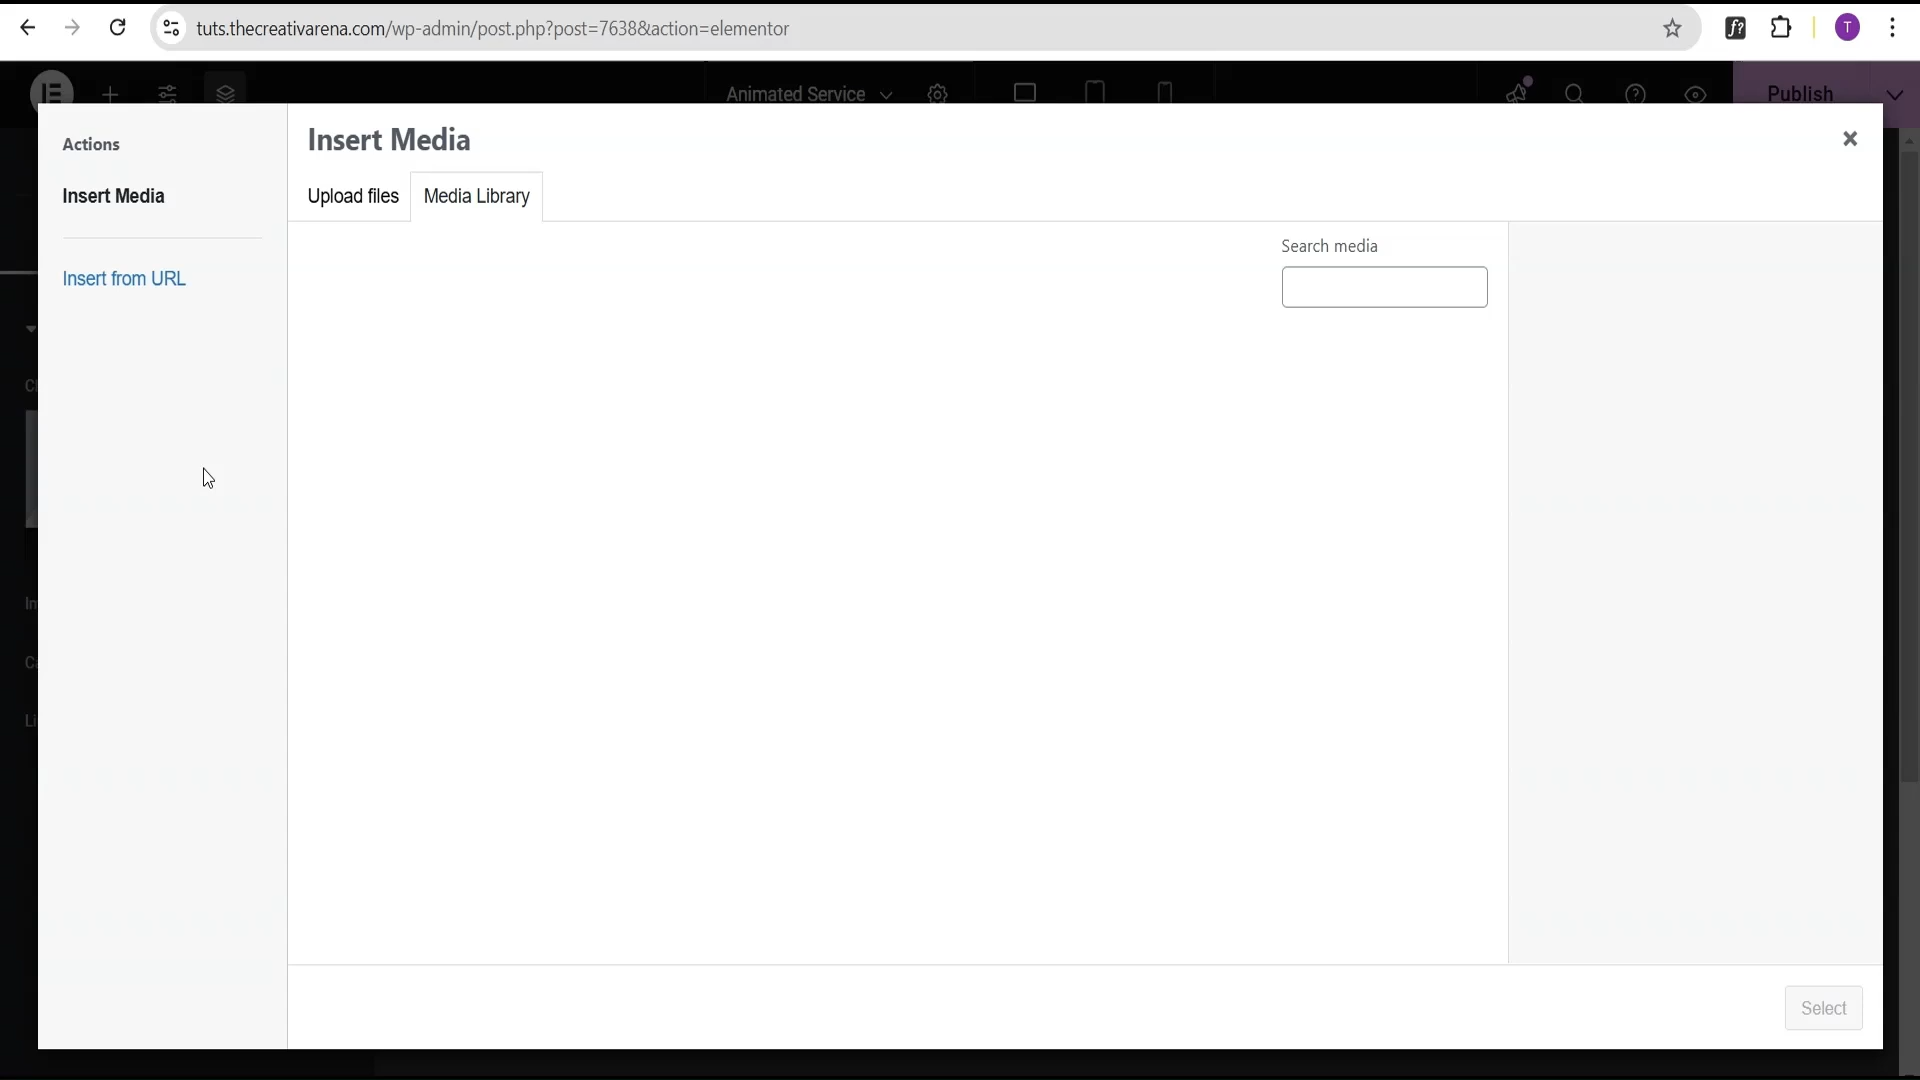 tuts.thecreativarena.com/wp-admin/post.php?post=7638&action=elementor
T
Animated Service
Publish
Actions
Insert Media
Insert from URL
Insert Media
Upload files
Media Library
Search media
Select